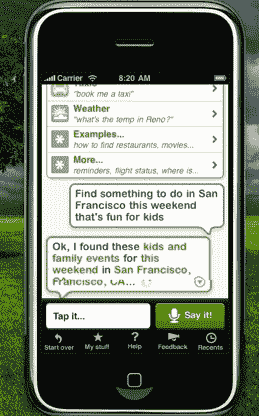 Carrier 8:20 AM
"book me a taxi"
Weather
"what's the temp in Reno?"
Examples...
how to find restaurants, movies...
More...
reminders, flight status, where is...
Find something to do in San
Francisco this weekend
that's fun for kids
Ok, I found these kids and
family events for this
weekend in San Francisco,
Francisco, CA...
Tap it...
Say it!
Start over My stuff Help Feedback Recents